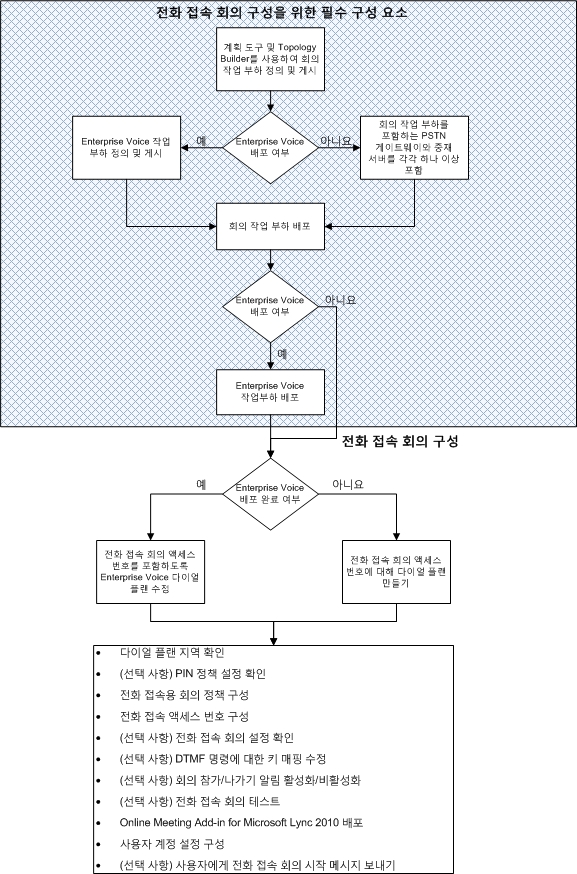 전화 접속 회의 구성을 위한 필수 구성 요소
계획 도구 및 Topology
Builder를 사용하여 회의
작업 부하 정의 및 게시
Enterprise Voice 작업
부하 정의 및 게시
예
Enterprise Voice
배포 여부
아니요
회의 작업 부하를
포함하는 PSTN
게이트웨이와 중재
서버를 각각 하나 이상
포함
회의 작업 부하 배포
Enterprise Voice
배포 여부
아니요
예
Enterprise Voice
작업부하 배포
전화 접속 회의 구성
예
Enterprise Voice
배포 완료 여부
아니요
전화 접속 회의 액세스
번호를 포함하도록
Enterprise Voice 다이얼
플랜 수정
전화 접속 회의 액세스
번호에 대해 다이얼 플랜
만들기
• 다이얼 플랜 지역 확인
• (선택 사항) PIN 정책 설정 확인
• 전화 접속용 회의 정책 구성
• 전화 접속 액세스 번호 구성
• (선택 사항) 전화 접속 회의 설정 확인
• (선택 사항) DTMF 명령에 대한 키 매핑 수정
• (선택 사항) 회의 참가/나가기 알림 활성화/비활성화
• (선택 사항) 전화 접속 회의 테스트
• Online Meeting Add-in for Microsoft Lync 2010 배포
• 사용자 계정 설정 구성
• (선택 사항) 사용자에게 전화 접속 회의 시작 메시지 보내기